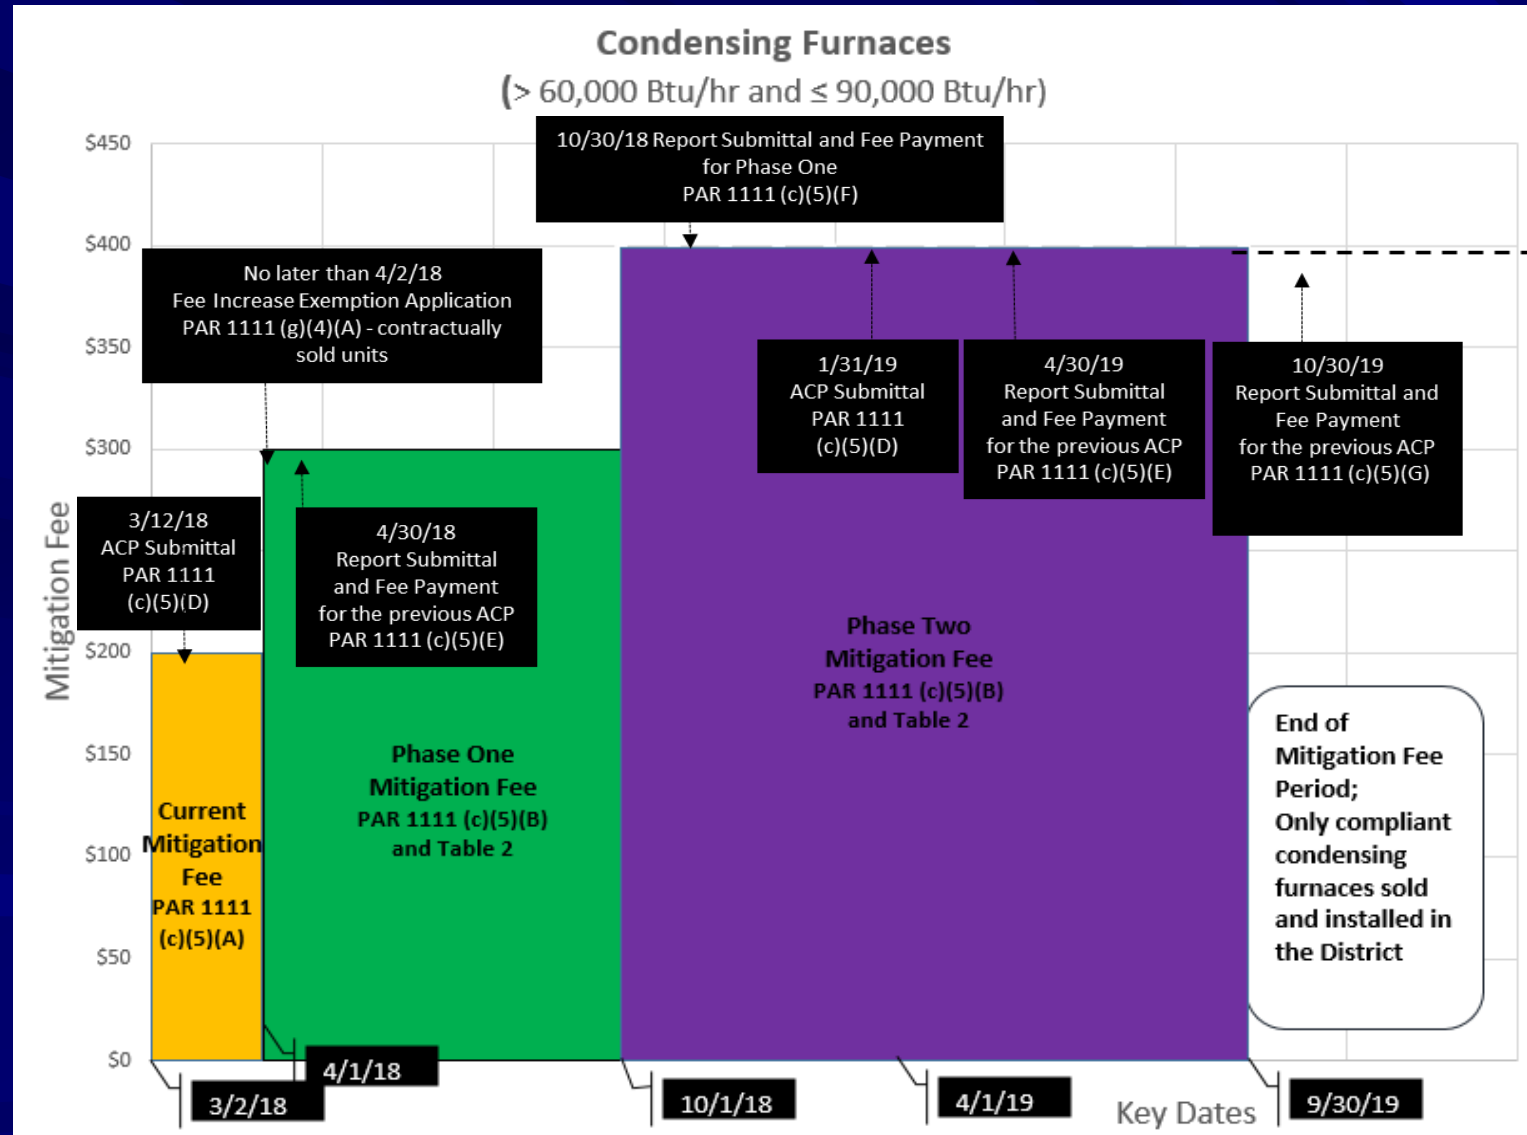 Condensing Furnaces
(> 60,000 Btu/hr and ≤ 90,000 Btu/hr)
Mitigation Fee
$450
$400
$350
$300
$200
$150
$100
$50
$0
10/30/18 Report Submittal and Fee Payment
for Phase One
PAR 1111 (c)(5)(F)
No later than 4/2/18
Fee Increase Exemption Application
PAR 1111 (g)(4)(A) - contractually
sold units
3/12/18
ACP Submittal
PAR 1111
(c)(5)(D)
4/30/18
Report Submittal
and Fee Payment
for the previous ACP
PAR 1111 (c)(5)(E)
1/31/19
ACP Submittal
PAR 1111
(c)(5)(D)
4/30/19
Report Submittal
and Fee Payment
for the previous ACP
PAR 1111 (c)(5)(E)
10/30/19
Report Submittal and
Fee Payment
for the previous ACP
PAR 1111 (c)(5)(G)
Current
Mitigation
Fee
PAR 1111
(c)(5)(A)
Phase One
Mitigation Fee
PAR 1111 (c)(5)(B)
and Table 2
Phase Two
Mitigation Fee
PAR 1111 (c)(5)(B)
and Table 2
End of
Mitigation Fee
Period;
Only compliant
condensing
furnaces sold
and installed in
the District
3/2/18
4/1/18
10/1/18
4/1/19
Key Dates
9/30/19